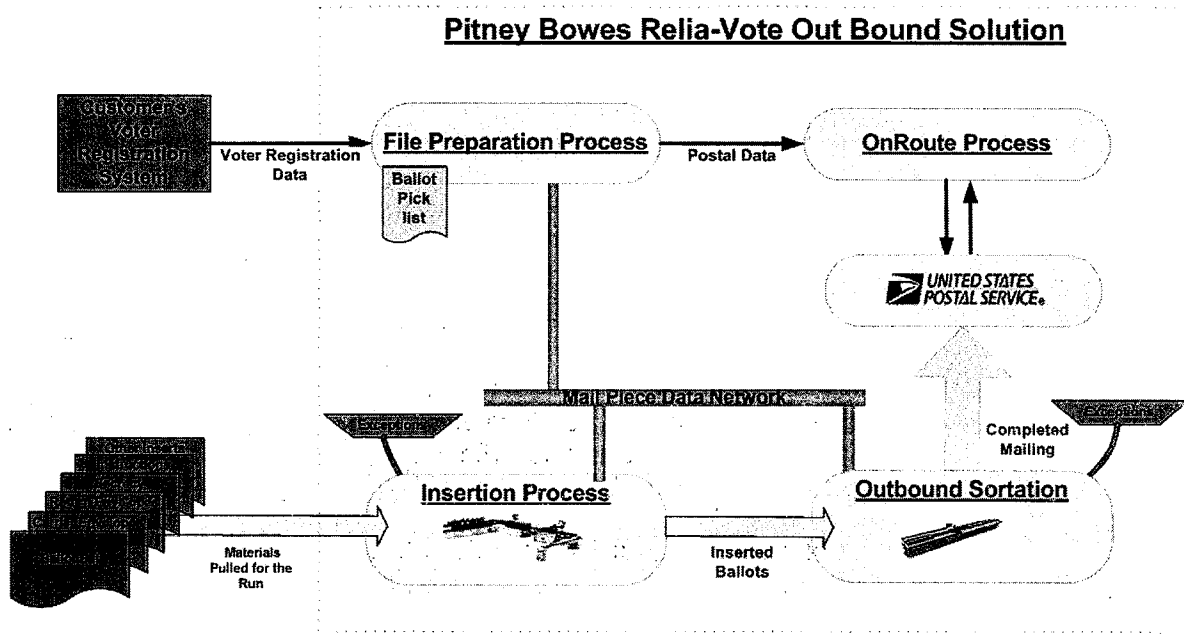 Pitney Bowes Relia-Vote Out Bound Solution
Customer's
Voter
Registration
System
Voter Registration
Data
File Preparation Process
Ballot
Pick
list
Postal Data
OnRoute Process
UNITED STATES
POSTAL SERVICE®
Mail Piece Data Network
Exceptions
Exceptions
Completed
Mailing
Materials
Pulled for the
Run
Insertion Process
Inserted
Ballots
Outbound Sortation